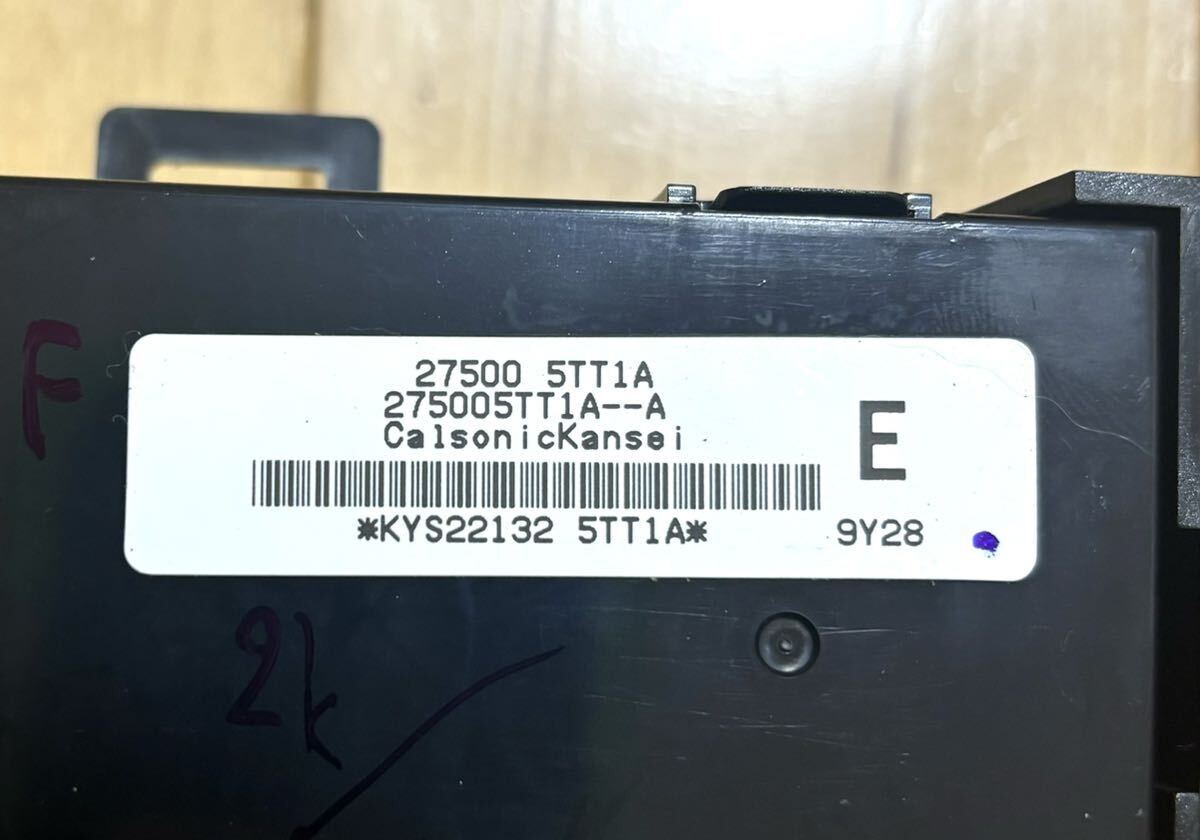 27500 5TT1A
275005TT1A--A
CalsonicKansei
E
*KYS22132 5TT1A*
9Y28
F
2k